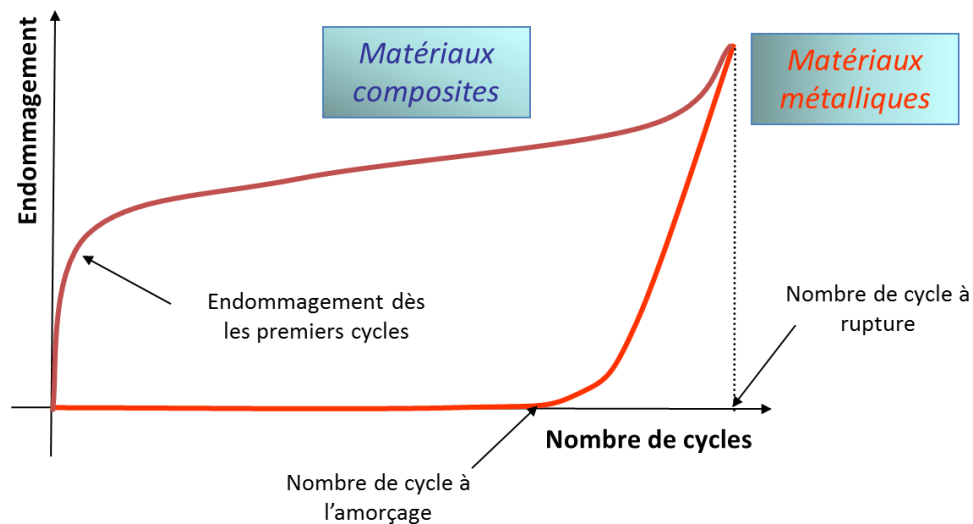 Endommagement
Matériaux
composites
Matériaux
métalliques
Endommagement dès
les premiers cycles
Nombre de cycle à
rupture
Nombre de cycles
Nombre de cycle à
l’amorçage